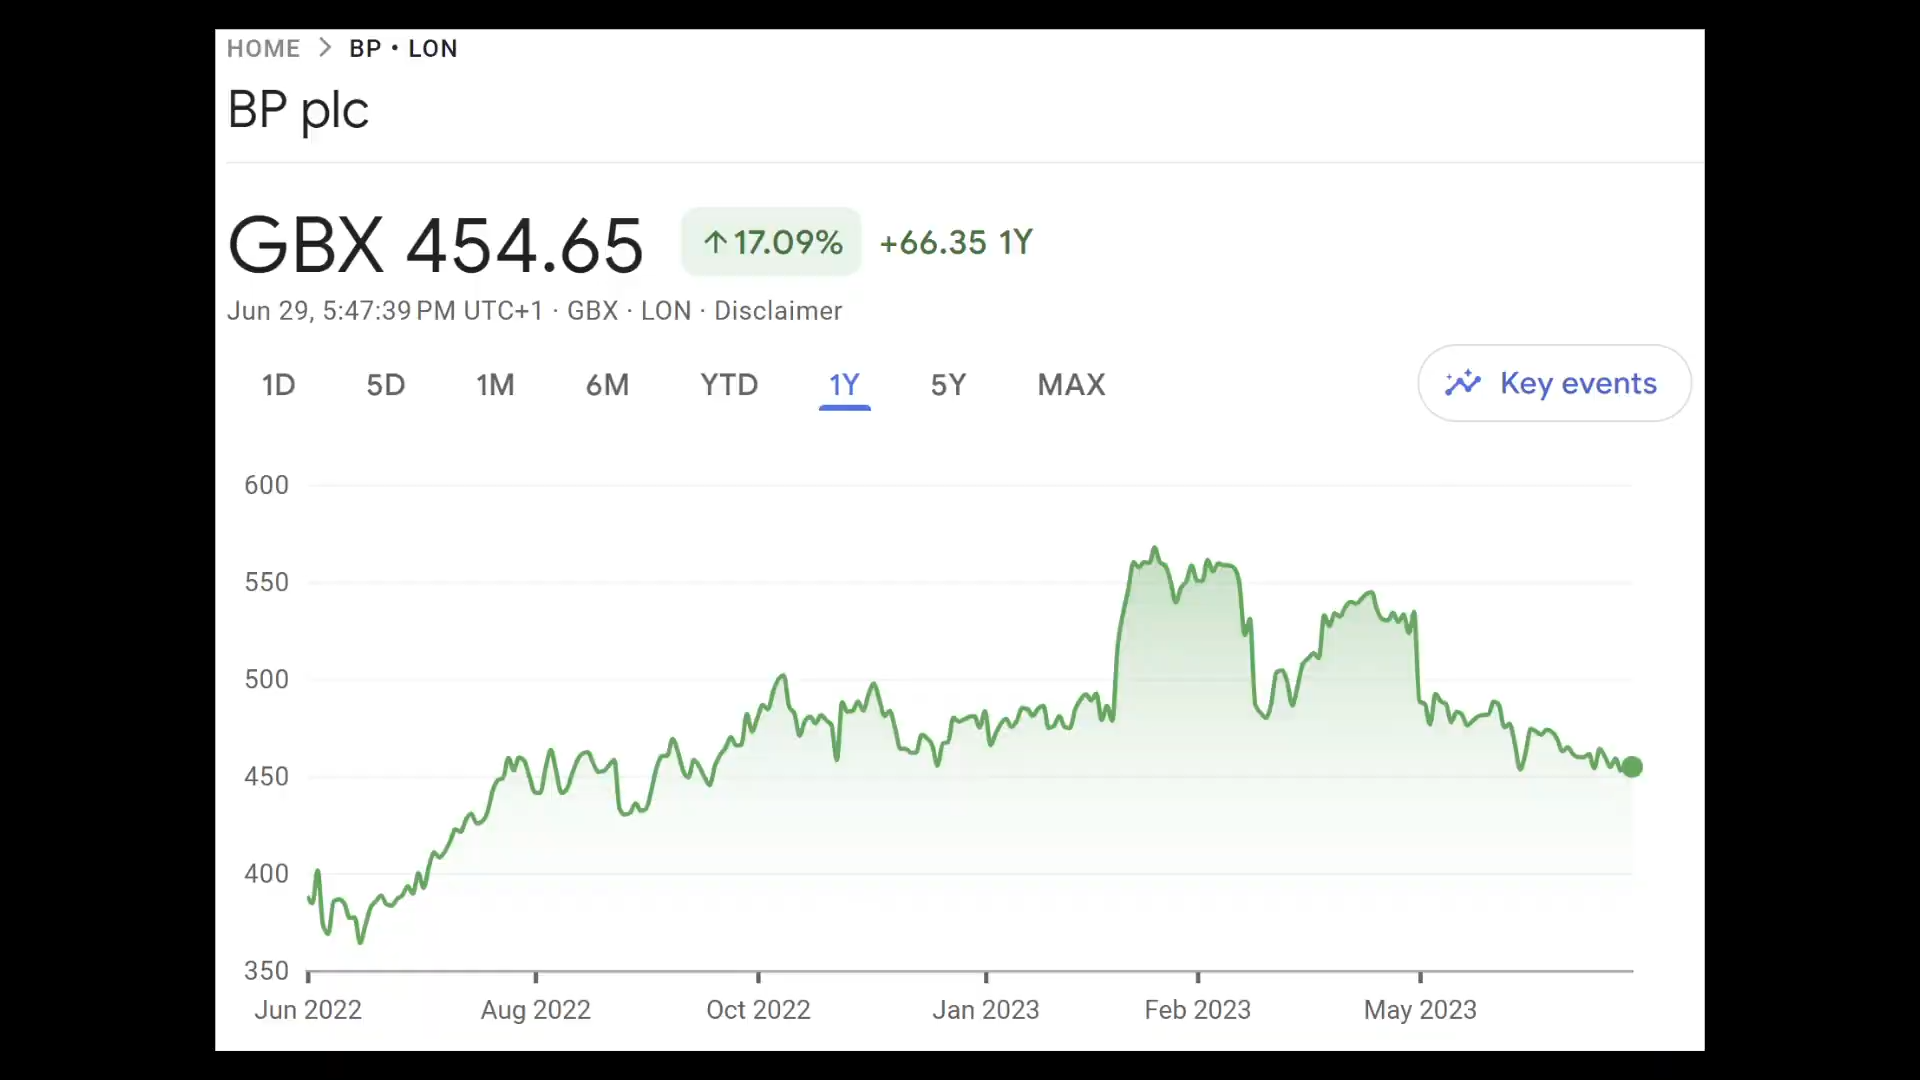 HOME > BP • LON
BP plc
GBX 454.65 ↑17.09% +66.35 1Y
Jun 29, 5:47:39 PM UTC+1 · GBX · LON · Disclaimer
1D 5D 1M 6M YTD 1Y 5Y MAX Key events
600
550
500
450
400
350
Jun 2022 Aug 2022 Oct 2022 Jan 2023 Feb 2023 May 2023